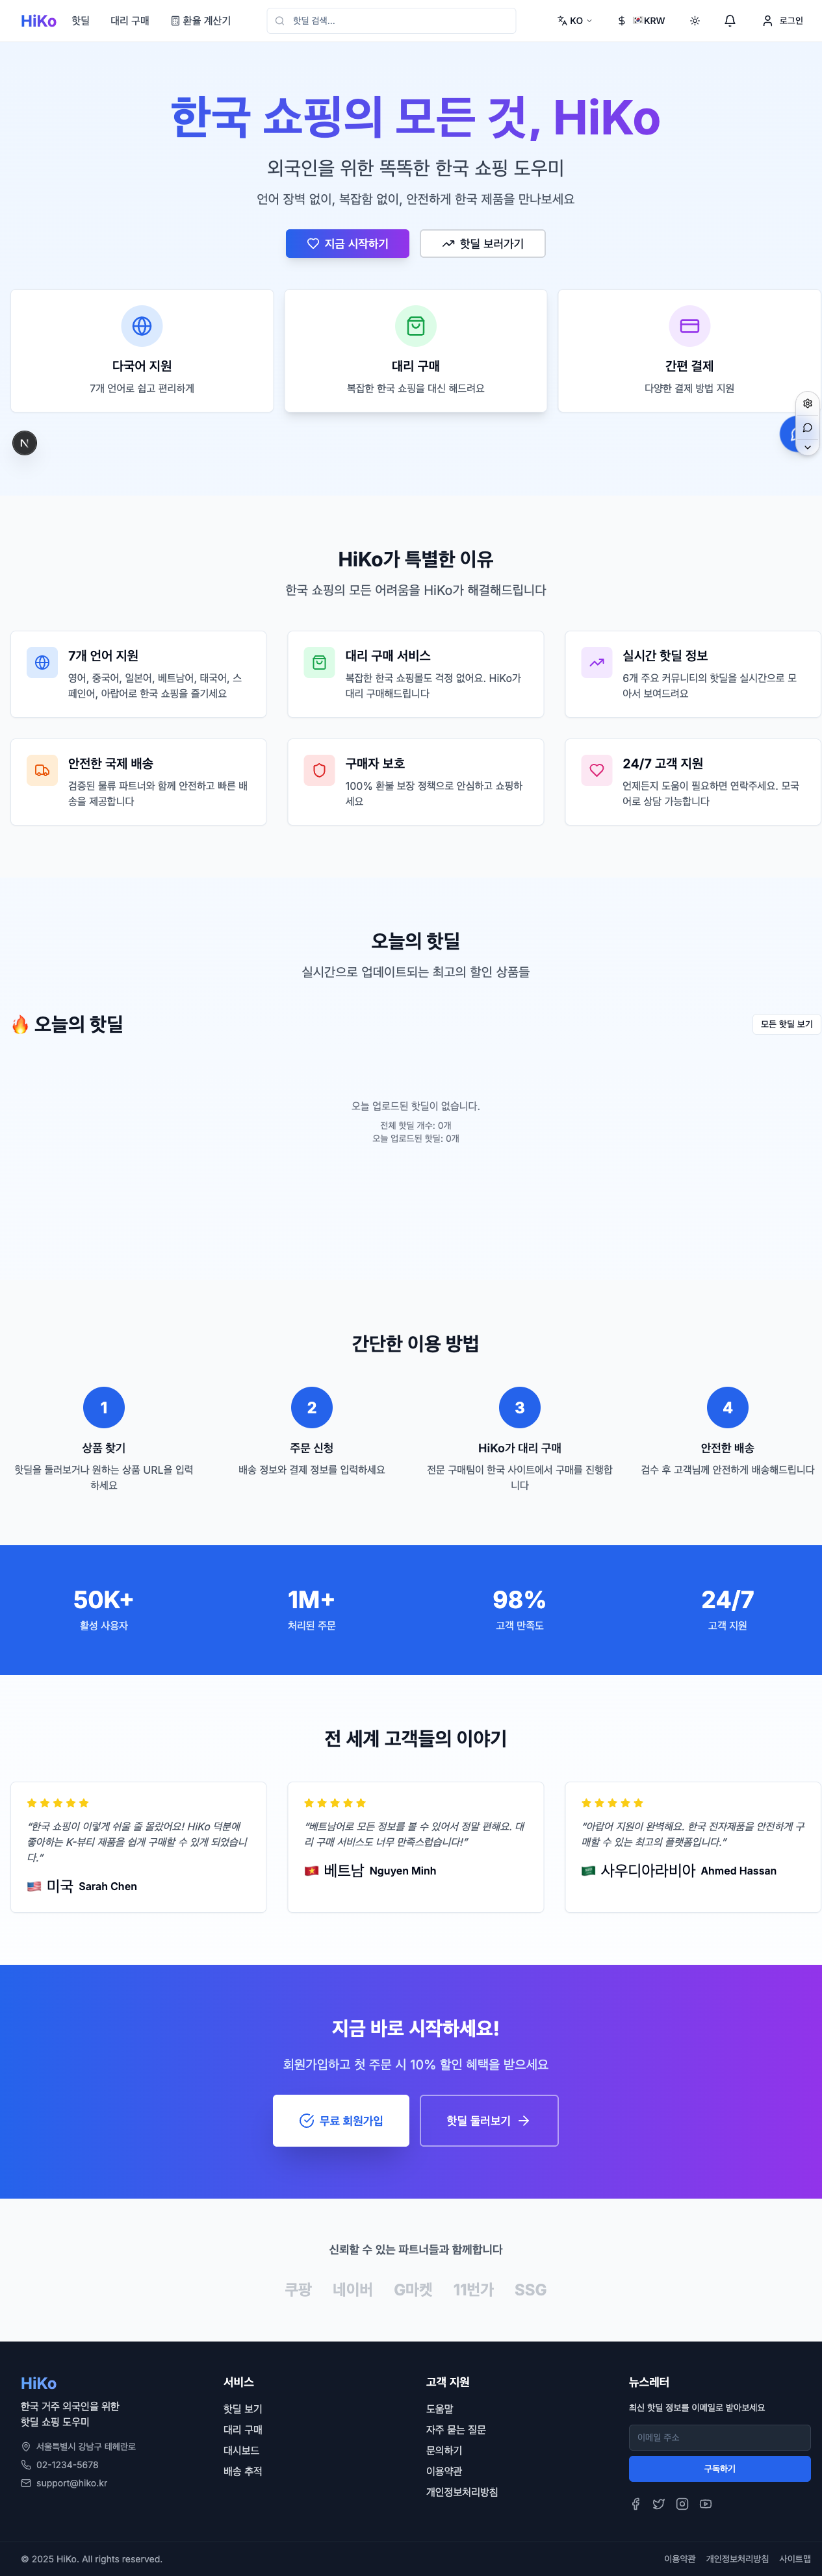 HiKo 핫딜 대리 구매 환율 계산기 핫딜 검색... KO KRW 로그인
한국 쇼핑의 모든 것, HiKo
외국인을 위한 똑똑한 한국 쇼핑 도우미
언어 장벽 없이, 복잡함 없이, 안전하게 한국 제품을 만나보세요
지금 시작하기 핫딜 보러가기
다국어 지원
7개 언어로 쉽고 편리하게
대리 구매
복잡한 한국 쇼핑을 대신 해드려요
간편 결제
다양한 결제 방법 지원
N
HiKo가 특별한 이유
한국 쇼핑의 모든 어려움을 HiKo가 해결해드립니다
7개 언어 지원
영어, 중국어, 일본어, 베트남어, 태국어, 스
페인어, 아랍어로 한국 쇼핑을 즐기세요
대리 구매 서비스
복잡한 한국 쇼핑몰도 걱정 없어요. HiKo가
대리 구매해드립니다
실시간 핫딜 정보
6개 주요 커뮤니티의 핫딜을 실시간으로 모
아서 보여드려요
안전한 국제 배송
검증된 물류 파트너와 함께 안전하고 빠른 배
송을 제공합니다
구매자 보호
100% 환불 보장 정책으로 안심하고 쇼핑하
세요
24/7 고객 지원
언제든지 도움이 필요하면 연락주세요. 모국
어로 상담 가능합니다
오늘의 핫딜
실시간으로 업데이트되는 최고의 할인 상품들
🔥 오늘의 핫딜 모든 핫딜 보기
오늘 업로드된 핫딜이 없습니다.
전체 핫딜 개수: 0개
오늘 업로드된 핫딜: 0개
간단한 이용 방법
1
상품 찾기
핫딜을 둘러보거나 원하는 상품 URL을 입력
하세요
2
주문 신청
배송 정보와 결제 정보를 입력하세요
3
HiKo가 대리 구매
전문 구매팀이 한국 사이트에서 구매를 진행합
니다
4
안전한 배송
검수 후 고객님께 안전하게 배송해드립니다
50K+
활성 사용자
1M+
처리된 주문
98%
고객 만족도
24/7
고객 지원
전 세계 고객들의 이야기
"한국 쇼핑이 이렇게 쉬울 줄 몰랐어요! HiKo 덕분에
좋아하는 K-뷰티 제품을 쉽게 구매할 수 있게 되었습니
다."
🇺🇸 미국 Sarah Chen
"베트남어로 모든 정보를 볼 수 있어서 정말 편해요. 대
리 구매 서비스도 너무 만족스럽습니다!"
🇻🇳 베트남 Nguyen Minh
"아랍어 지원이 완벽해요. 한국 전자제품을 안전하게 구
매할 수 있는 최고의 플랫폼입니다."
🇸🇦 사우디아라비아 Ahmed Hassan
지금 바로 시작하세요!
회원가입하고 첫 주문 시 10% 할인 혜택을 받으세요
무료 회원가입 핫딜 둘러보기
신뢰할 수 있는 파트너들과 함께합니다
쿠팡 네이버 G마켓 11번가 SSG
HiKo
한국 거주 외국인을 위한
핫딜 쇼핑 도우미
서울특별시 강남구 테헤란로
02-1234-5678
support@hiko.kr
서비스
핫딜 보기
대리 구매
대시보드
배송 추적
고객 지원
도움말
자주 묻는 질문
문의하기
이용약관
개인정보처리방침
뉴스레터
최신 핫딜 정보를 이메일로 받아보세요
이메일 주소
구독하기
© 2025 HiKo. All rights reserved. 이용약관 개인정보처리방침 사이트맵